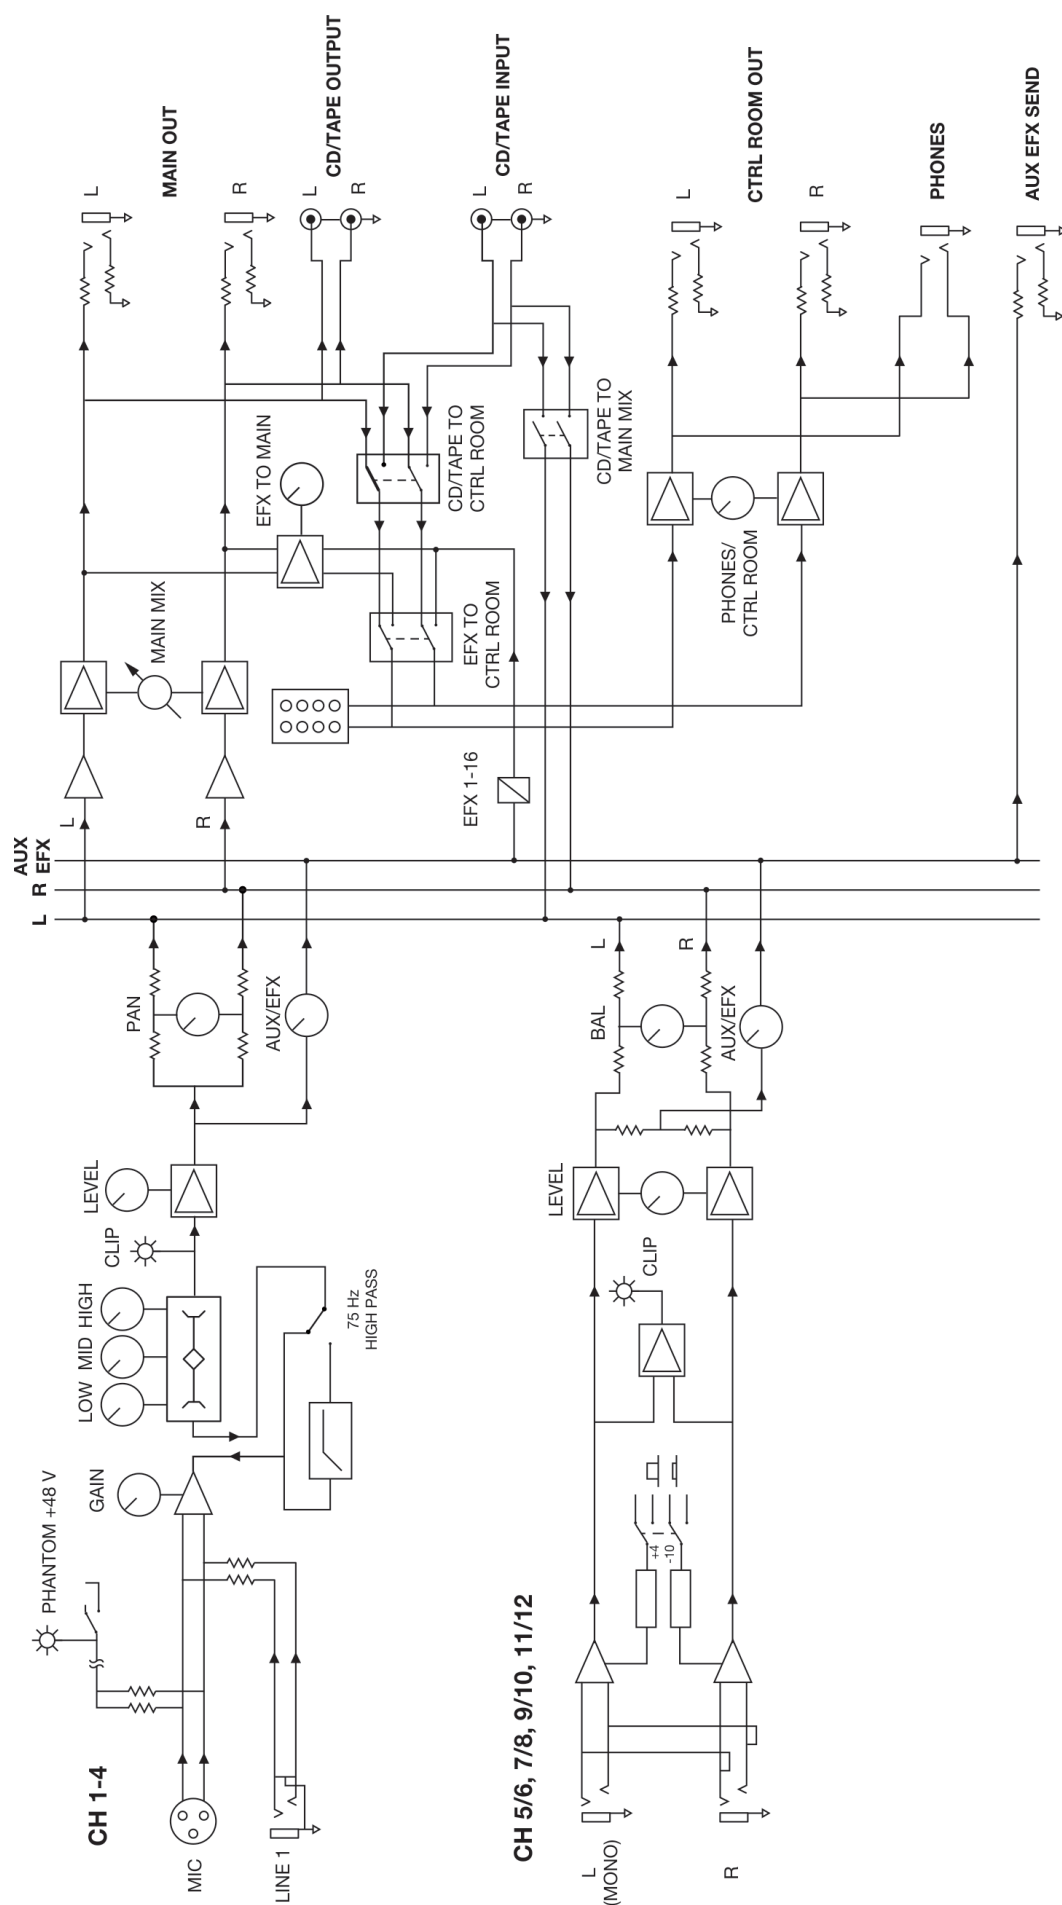 CH 1-4
MIC
LINE 1
PHANTOM +48 V
GAIN
LOW
MID
HIGH
75 Hz
HIGH PASS
CLIP
LEVEL
PAN
AUX/EFX
L
R
AUX
EFX
L
R
MAIN MIX
EFX TO MAIN
EFX 1-16
EFX TO
CTRL ROOM
CD/TAPE TO
CTRL ROOM
CD/TAPE TO
MAIN MIX
PHONES/
CTRL ROOM
L
MAIN OUT
R
CD/TAPE OUTPUT
L
R
CD/TAPE INPUT
L
R
L
CTRL ROOM OUT
R
PHONES
AUX EFX SEND
CH 5/6, 7/8, 9/10, 11/12
L
(MONO)
R
+4
-10
CLIP
LEVEL
BAL
L
R
AUX/EFX